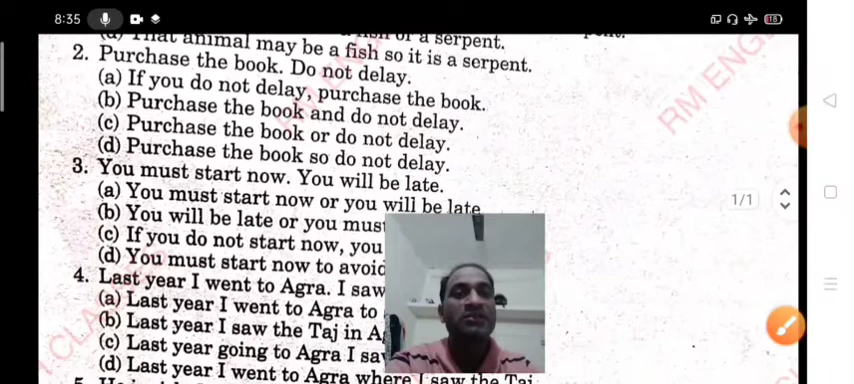 8:35
(d) That animal may be a fish so it is a serpent.
fish or a serpent.
2. Purchase the book. Do not delay.
(a) If you do not delay, purchase the book.
(b) Purchase the book and do not delay.
(c) Purchase the book or do not delay.
(d) Purchase the book so do not delay.
3. You must start now. You will be late.
(a) You must start now or you will be late
(b) You will be late or you must
(c) If you do not start now, you
(d) You must start now to avoid
4. Last year I went to Agra. I saw
(a) Last year I went to Agra to
(b) Last year I saw the Taj in
(c) Last year going to Agra I
(d) Last year I went to Agra where I saw the Taj
1/1
RM ENG